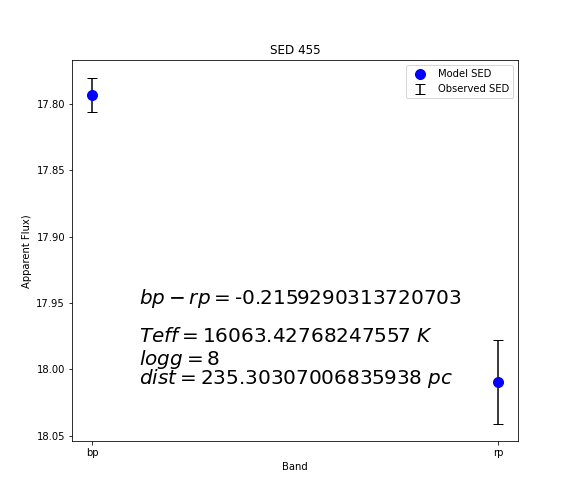 SED 455
Model SED
Observed SED
17.80
17.85
17.90
17.95
18.00
18.05
Apparent Flux)
bp − rp = -0.2159290313720703
Teff = 16063.42768247557 K
logg = 8
dist = 235.30307006835938 pc
bp
rp
Band